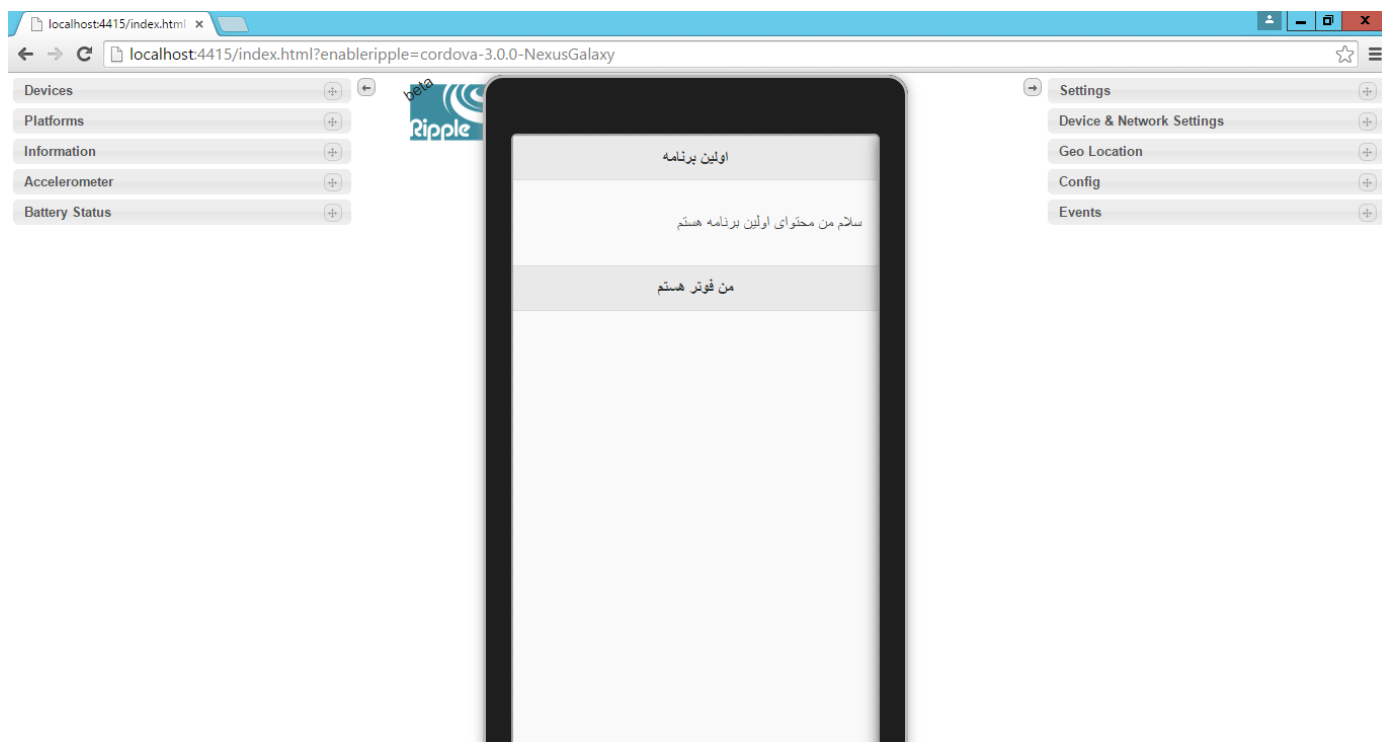 localhost:4415/index.html
localhost:4415/index.html?enableripple=cordova-3.0.0-NexusGalaxy
Devices
Platforms
Information
Accelerometer
Battery Status
beta
Ripple
اولین برنامه
سلام من محتوای اولین برنامه هستم
من فوتر هستم
Settings
Device & Network Settings
Geo Location
Config
Events